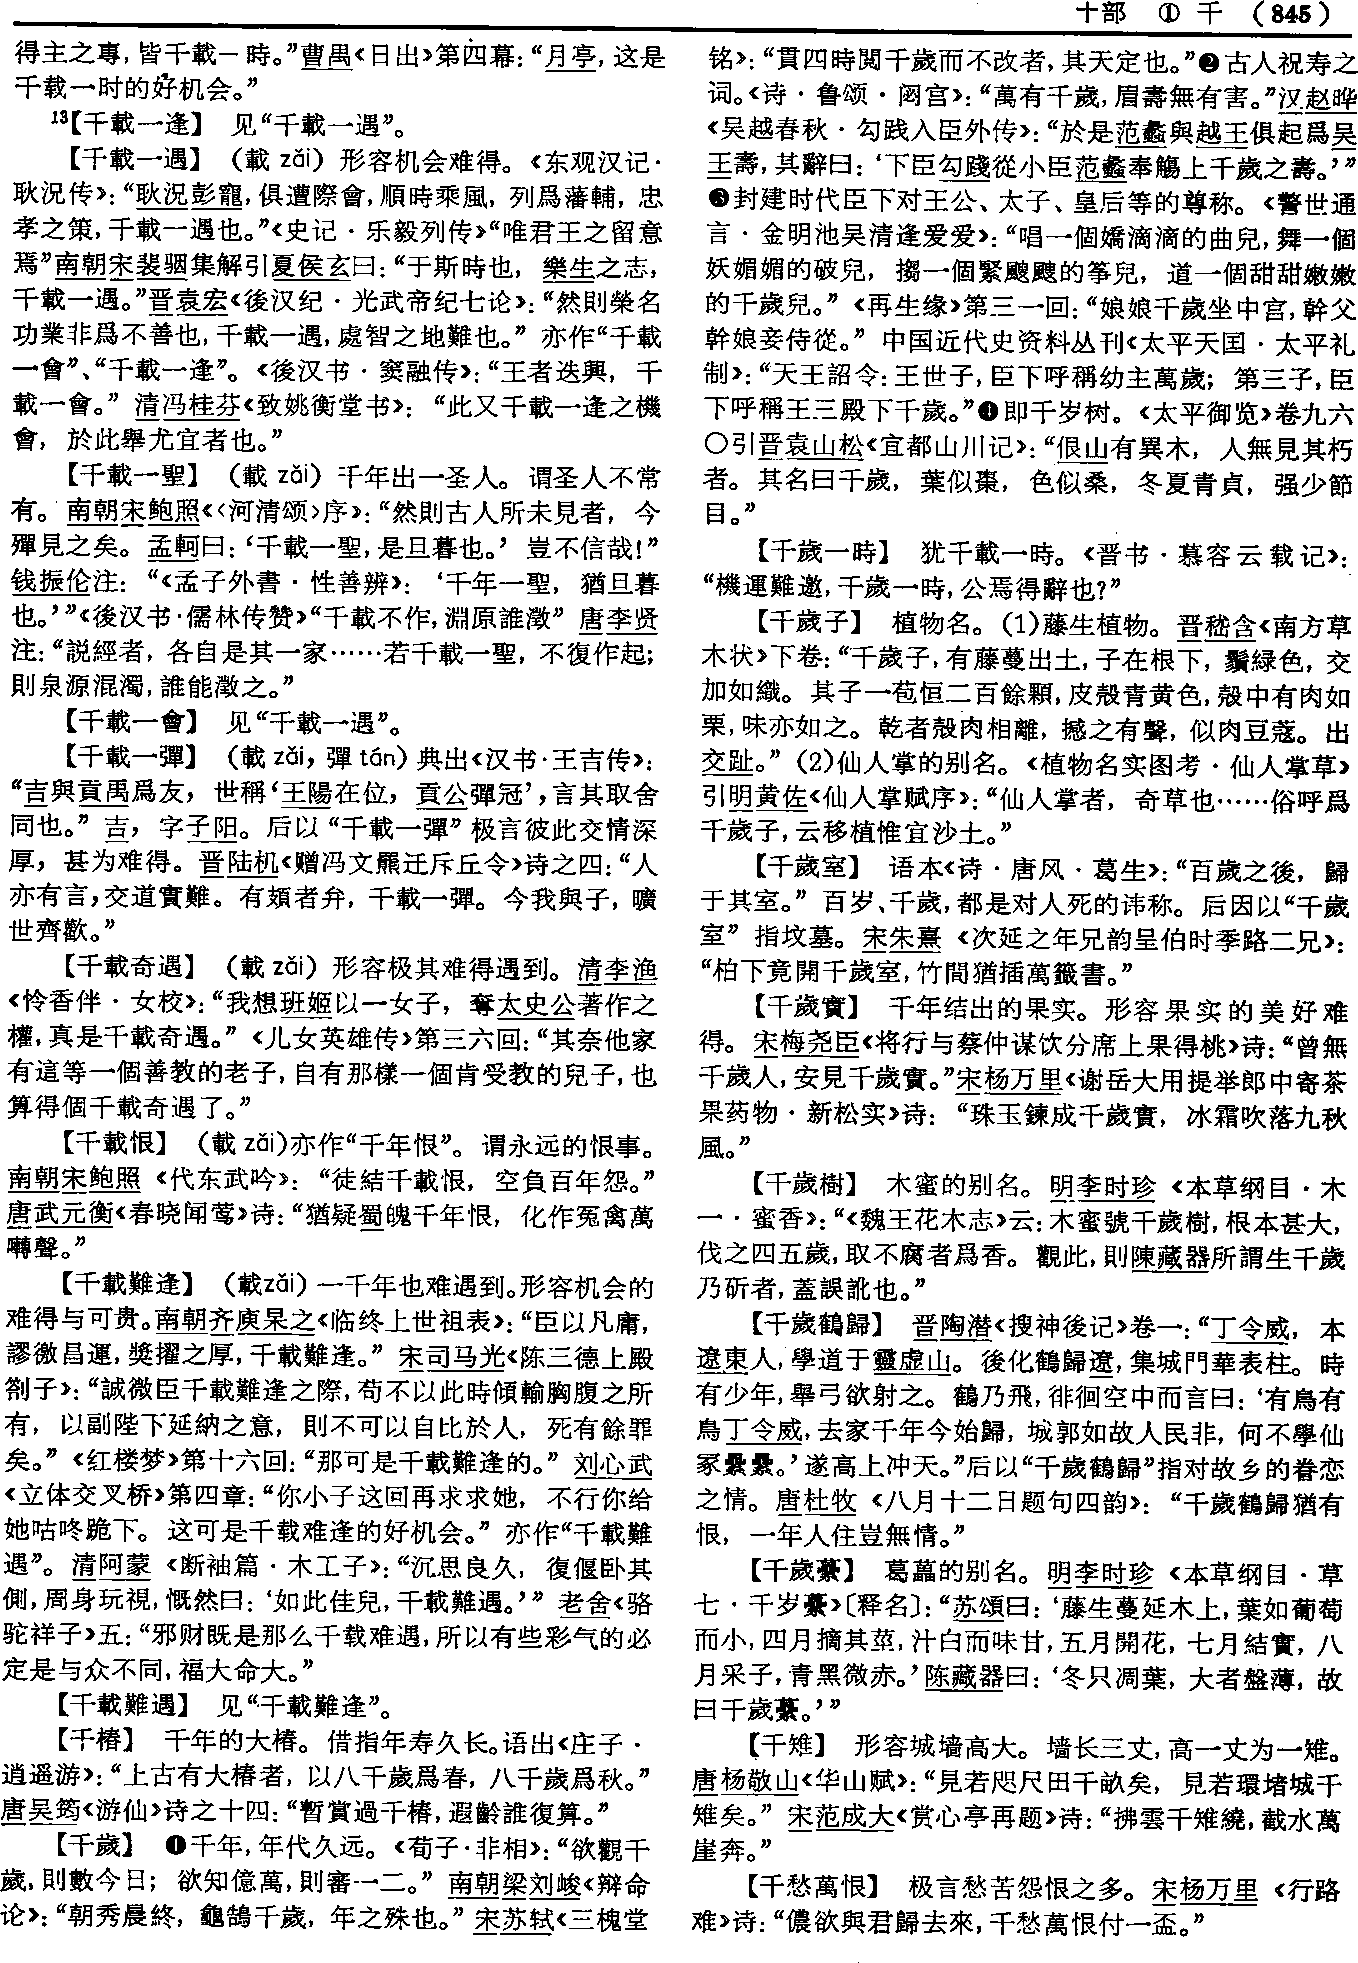 十部 ① 千 （845）
得主之專，皆千載一時。”曹禺《日出》第四幕：“月亭，这是
千载一时的好机会。”
13【千載一逢】 见“千載一遇”。
【千載一遇】（載 zǎi）形容机会难得。《东观汉记·
耿況传》：“耿況彭寵，俱遭際會，順時乘風，列爲藩輔，忠
孝之策，千載一遇也。”《史记·乐毅列传》“唯君王之留意
焉”南朝宋裴骃集解引夏侯玄曰：“于斯時也，樂生之志，
千載一遇。”晋袁宏《後汉纪·光武帝纪七论》：“然則榮名
功業非爲不善也，千載一遇，處智之地難也。” 亦作“千載
一會”、“千載一逢”。《後汉书·窦融传》：“王者迭興，千
載一會。” 清冯桂芬《致姚衡堂书》：“此又千載一逢之機
會，於此舉尤宜者也。”
【千載一聖】（載 zǎi）千年出一圣人。谓圣人不常
有。南朝宋鲍照《〈河清颂〉序》：“然則古人所未見者，今
殫見之矣。孟軻曰：‘千載一聖，是旦暮也。’豈不信哉！”
钱振伦注：“《孟子外書·性善辨》：‘千年一聖，猶旦暮
也。’”《後汉书·儒林传赞》“千載不作，淵原誰澂” 唐李贤
注：“説經者，各自是其一家……若千載一聖，不復作起；
則泉源混濁，誰能澂之。”
【千載一會】 见“千載一遇”。
【千載一彈】（載 zǎi，彈 tán）典出《汉书·王吉传》：
“吉與貢禹爲友，世稱‘王陽在位，貢公彈冠’，言其取舍
同也。”吉，字子阳。后以“千載一彈”极言彼此交情深
厚，甚为难得。晋陆机《赠冯文羆迁斥丘令》诗之四：“人
亦有言，交道實難。有頍者弁，千載一彈。今我與子，曠
世齊歡。”
【千載奇遇】（載 zǎi）形容极其难得遇到。清李渔
《怜香伴·女校》：“我想班姬以一女子，奪太史公著作之
權，真是千載奇遇。”《儿女英雄传》第三六回：“其奈他家
有這等一個善教的老子，自有那樣一個肯受教的兒子，也
算得個千載奇遇了。”
【千載恨】（載 zǎi）亦作“千年恨”。谓永远的恨事。
南朝宋鲍照《代东武吟》：“徒結千載恨，空負百年怨。”
唐武元衡《春晓闻莺》诗：“猶疑蜀魄千年恨，化作冤禽萬
囀聲。”
【千載難逢】（載zǎi）一千年也难遇到。形容机会的
难得与可贵。南朝齐庾杲之《临终上世祖表》：“臣以凡庸，
謬徼昌運，奬擢之厚，千載難逢。” 宋司马光《陈三德上殿
劄子》：“誠微臣千載難逢之際，苟不以此時傾輸胸腹之所
有，以副陛下延納之意，則不可以自比於人，死有餘罪
矣。”《红楼梦》第十六回：“那可是千載難逢的。” 刘心武
《立体交叉桥》第四章：“你小子这回再求求她，不行你给
她咕咚跪下。这可是千载难逢的好机会。” 亦作“千載難
遇”。清阿蒙《断袖篇·木工子》：“沉思良久，復偃卧其
側，周身玩視，慨然曰：‘如此佳兒，千載難遇。’” 老舍《骆
驼祥子》五：“邪财既是那么千载难遇，所以有些彩气的必
定是与众不同，福大命大。”
【千載難遇】 见“千載難逢”。
【千椿】 千年的大椿。借指年寿久长。语出《庄子·
逍遥游》：“上古有大椿者，以八千歲爲春，八千歲爲秋。”
唐吴筠《游仙》诗之十四：“暫賞過千椿，遐齡誰復算。”
【千歲】 ❶千年，年代久远。《荀子·非相》：“欲觀千
歲，則數今日；欲知億萬，則審一二。” 南朝梁刘峻《辩命
论》：“朝秀晨終，龜鵠千歲，年之殊也。” 宋苏轼《三槐堂
铭》：“貫四時閲千歲而不改者，其天定也。”❷古人祝寿之
词。《诗·鲁颂·閟宫》：“萬有千歲，眉壽無有害。”汉赵晔
《吴越春秋·勾践入臣外传》：“於是范蠡與越王俱起爲吴
王壽，其辭曰：‘下臣勾踐從小臣范蠡奉觴上千歲之壽。’”
❸封建时代臣下对王公、太子、皇后等的尊称。《警世通
言·金明池吴清逢爱爱》：“唱一個嬌滴滴的曲兒，舞一個
妖媚媚的破兒，搊一個緊颼颼的筝兒，道一個甜甜嫩嫩
的千歲兒。”《再生缘》第三一回：“娘娘千歲坐中宫，幹父
幹娘妾侍從。” 中国近代史资料丛刊《太平天囯·太平礼
制》：“天王詔令：王世子，臣下呼稱幼主萬歲；第三子，臣
下呼稱王三殿下千歲。”❹即千岁树。《太平御览》卷九六
〇引晋袁山松《宜都山川记》：“佷山有異木，人無見其朽
者。其名曰千歲，葉似棗，色似桑，冬夏青貞，强少節
目。”
【千歲一時】 犹千載一時。《晋书·慕容云载记》：
“機運難邀，千歲一時，公焉得辭也？”
【千歲子】 植物名。（1）藤生植物。晋嵇含《南方草
木状》下卷：“千歲子，有藤蔓出土，子在根下，鬚緑色，交
加如織。其子一苞恒二百餘顆，皮殼青黄色，殼中有肉如
栗，味亦如之。乾者殼肉相離，撼之有聲，似肉豆蔻。出
交趾。”（2）仙人掌的别名。《植物名实图考·仙人掌草》
引明黄佐《仙人掌赋序》：“仙人掌者，奇草也……俗呼爲
千歲子，云移植惟宜沙土。”
【千歲室】 语本《诗·唐风·葛生》：“百歲之後，歸
于其室。” 百岁、千歲，都是对人死的讳称。后因以“千歲
室”指坟墓。宋朱熹《次延之年兄韵呈伯时季路二兄》：
“柏下竟開千歲室，竹間猶插萬籤書。”
【千歲實】 千年结出的果实。形容果实的美好难
得。宋梅尧臣《将行与蔡仲谋饮分席上果得桃》诗：“曾無
千歲人，安見千歲實。”宋杨万里《谢岳大用提举郎中寄茶
果药物·新松实》诗：“珠玉鍊成千歲實，冰霜吹落九秋
風。”
【千歲樹】 木蜜的别名。明李时珍《本草纲目·木
一·蜜香》：“《魏王花木志》云：木蜜號千歲樹，根本甚大，
伐之四五歲，取不腐者爲香。觀此，則陳藏器所謂生千歲
乃斫者，蓋誤訛也。”
【千歲鶴歸】 晋陶潜《搜神後记》卷一：“丁令威，本
遼東人，學道于靈虚山。後化鶴歸遼，集城門華表柱。時
有少年，舉弓欲射之。鶴乃飛，徘徊空中而言曰：‘有鳥有
鳥丁令威，去家千年今始歸，城郭如故人民非，何不學仙
冢纍纍。’遂高上冲天。”后以“千歲鶴歸”指对故乡的眷恋
之情。唐杜牧《八月十二日题句四韵》：“千歲鶴歸猶有
恨，一年人住豈無情。”
【千歲虆】 葛藟的别名。明李时珍《本草纲目·草
七·千岁虆》〔释名〕：“苏頌曰：‘藤生蔓延木上，葉如葡萄
而小，四月摘其莖，汁白而味甘，五月開花，七月結實，八
月采子，青黑微赤。’陈藏器曰：‘冬只凋葉，大者盤薄，故
曰千歲虆。’”
【千雉】 形容城墙高大。墙长三丈，高一丈为一雉。
唐杨敬山《华山赋》：“見若咫尺田千畝矣，見若環堵城千
雉矣。” 宋范成大《赏心亭再题》诗：“拂雲千雉繞，截水萬
崖奔。”
【千愁萬恨】 极言愁苦怨恨之多。宋杨万里《行路
难》诗：“儂欲與君歸去來，千愁萬恨付一盃。”